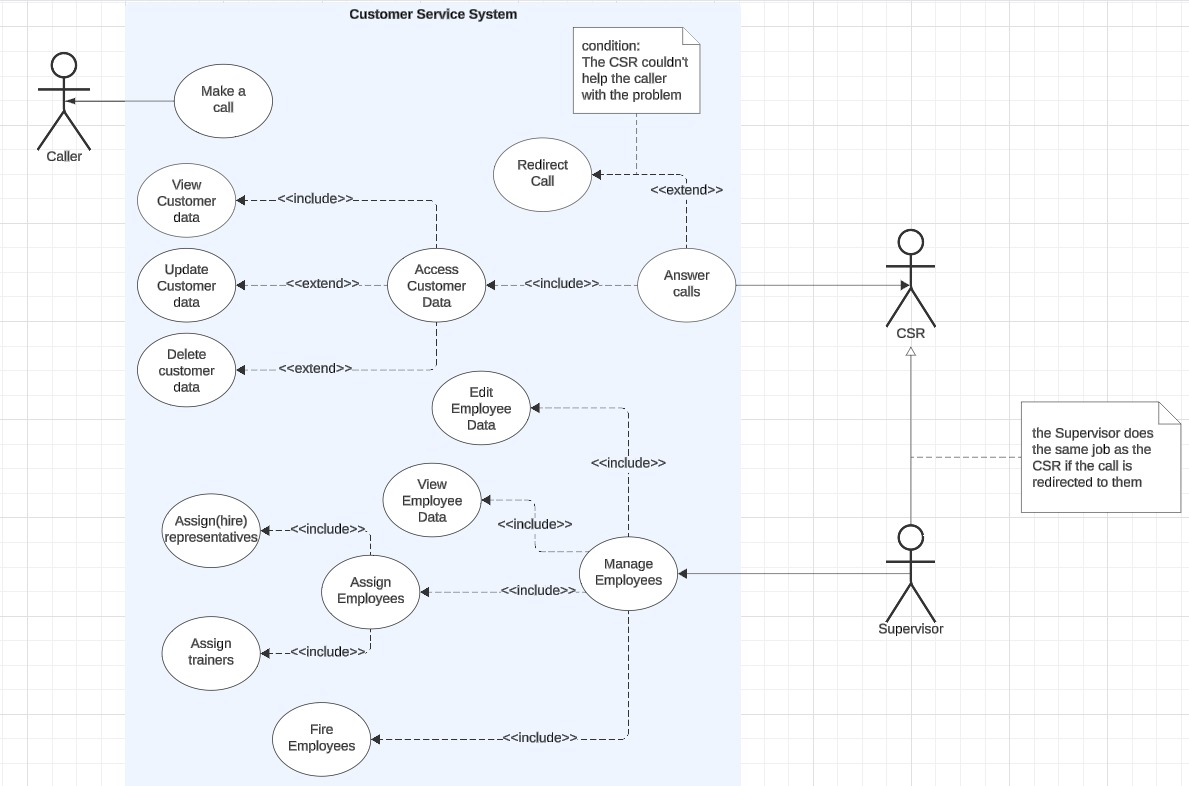 Customer Service System
condition:
The CSR couldn't
help the caller
with the problem
Make a
call
Caller
Redirect
Call
<<extend>>
View
Customer
data
<<include>>
Update
Customer
data
<<extend>>
Access
Customer
Data
<<include>>
Answer
calls
CSR
Delete
customer
data
<<extend>>
Edit
Employee
Data
<<include>>
the Supervisor does
the same job as the
CSR if the call is
redirected to them
View
Employee
Data
<<include>>
Assign(hire)
representatives
<<include>>
Manage
Employees
Assign
Employees
<<include>>
Supervisor
Assign
trainers
<<include>>
Fire
Employees
<<include>>